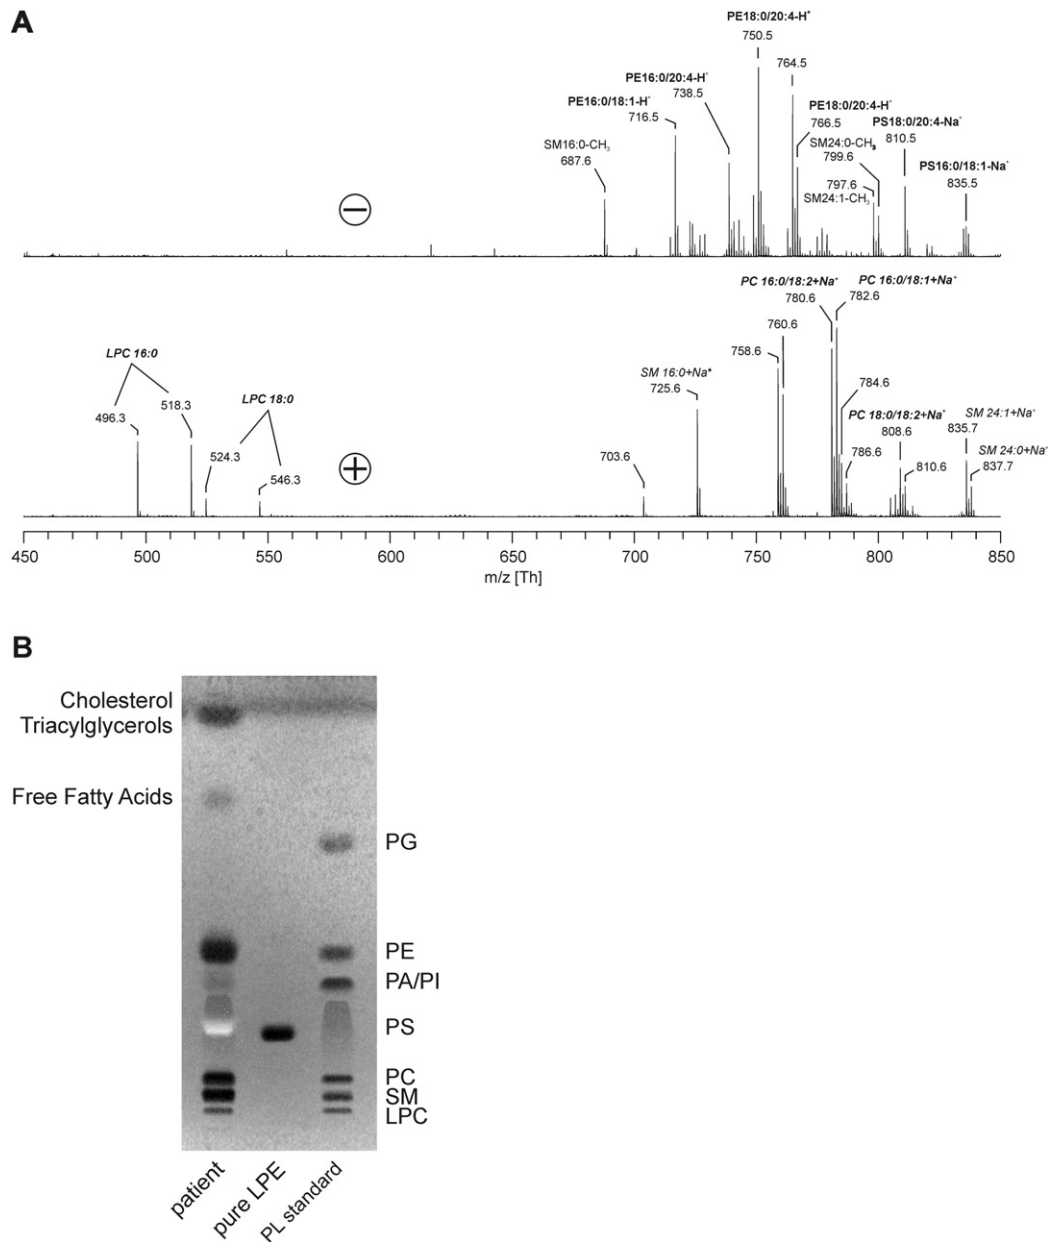 A
PE18:0/20:4-H⁺
750.5
764.5
PE16:0/20:4-H⁺
738.5
PE16:0/18:1-H⁺
716.5
PE18:0/20:4-H⁺
766.5
PS18:0/20:4-Na⁺
810.5
SM16:0-CH₃
687.6
SM24:0-CH₃
799.6
PS16:0/18:1-Na⁺
835.5
797.6
SM24:1-CH₃
−
PC 16:0/18:2+Na⁺
780.6
PC 16:0/18:1+Na⁺
782.6
760.6
758.6
LPC 16:0
496.3
518.3
LPC 18:0
524.3
546.3
SM 16:0+Na⁺
725.6
703.6
784.6
PC 18:0/18:2+Na⁺
808.6
786.6
810.6
SM 24:1+Na⁺
835.7
SM 24:0+Na⁺
837.7
+
450 500 550 600 650 700 750 800 850
m/z [Th]
B
Cholesterol
Triacylglycerols
Free Fatty Acids
PG
PE
PA/PI
PS
PC
SM
LPC
patient
pure LPE
PL standard